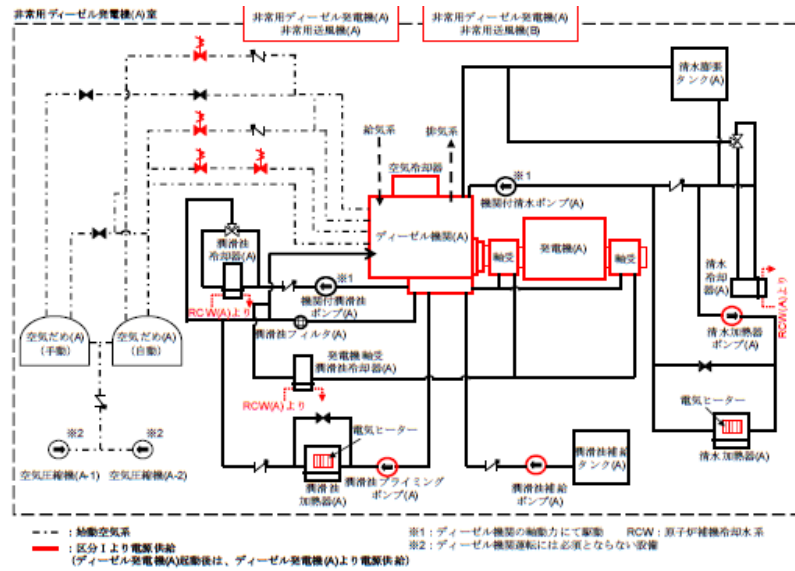 非常用ディーゼル発電機(A)室
非常用ディーゼル発電機(A)
非常用送風機(A)
非常用ディーゼル発電機(A)
非常用送風機(B)
清水膨張
タンク(A)
給気系
排気系
空気冷却器
※1
機関付清水ポンプ(A)
ディーゼル機関(A)
軸受
発電機(A)
軸受
潤滑油
冷却器(A)
※1
機関付潤滑油
ポンプ(A)
RCW(A)より
潤滑油フィルタ(A)
清水
冷却器(A)
RCW(A)より
清水加熱器
ポンプ(A)
空気だめ(A)
(手動)
空気だめ(A)
(自動)
発電機軸受
潤滑油冷却器(A)
RCW(A)より
電気ヒーター
電気ヒーター
清水加熱器(A)
※2
※2
空気圧縮機(A-1)
空気圧縮機(A-2)
潤滑油
加熱器(A)
潤滑油プライミング
ポンプ(A)
潤滑油補給
ポンプ(A)
潤滑油補給
タンク(A)
：始動空気系
：区分Ⅰより電源供給
(ディーゼル発電機(A)起動後は、ディーゼル発電機(A)より電源供給)
※1：ディーゼル機関の軸動力にて駆動
RCW：原子炉補機冷却水系
※2：ディーゼル機関運転には必須とならない設備